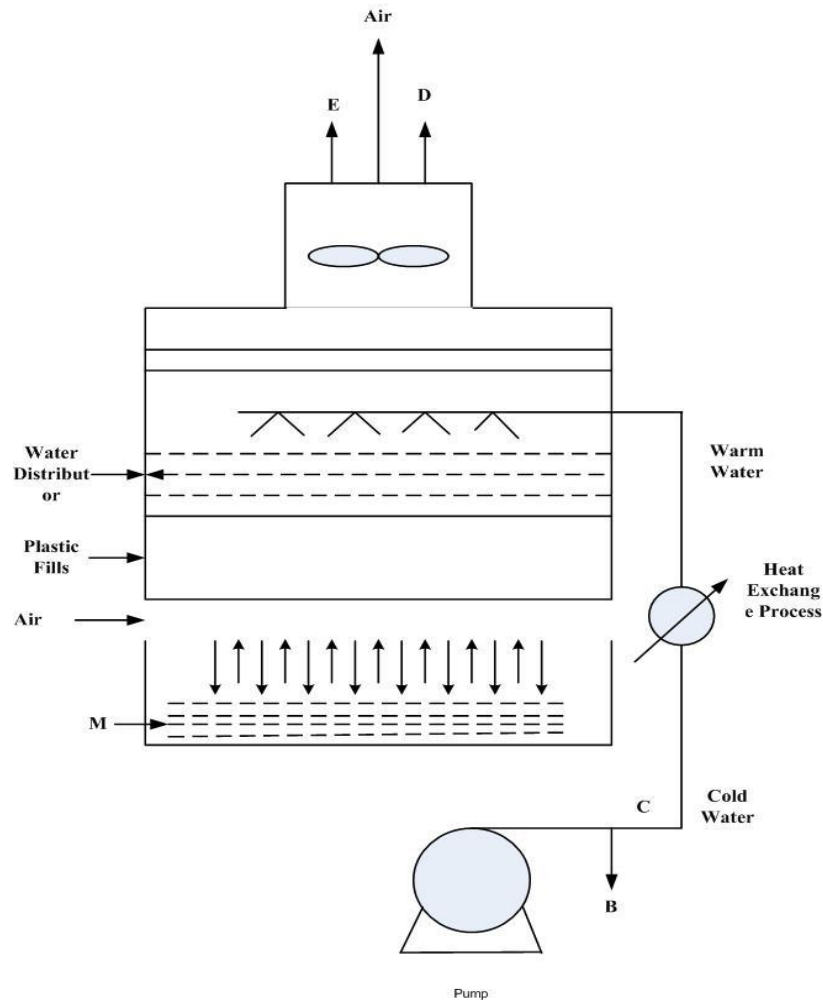 Air
E
D
Water
Distribut
or
Warm
Water
Plastic
Fills
Heat
Exchang
e Process
Air
M
C
Cold
Water
B
Pump